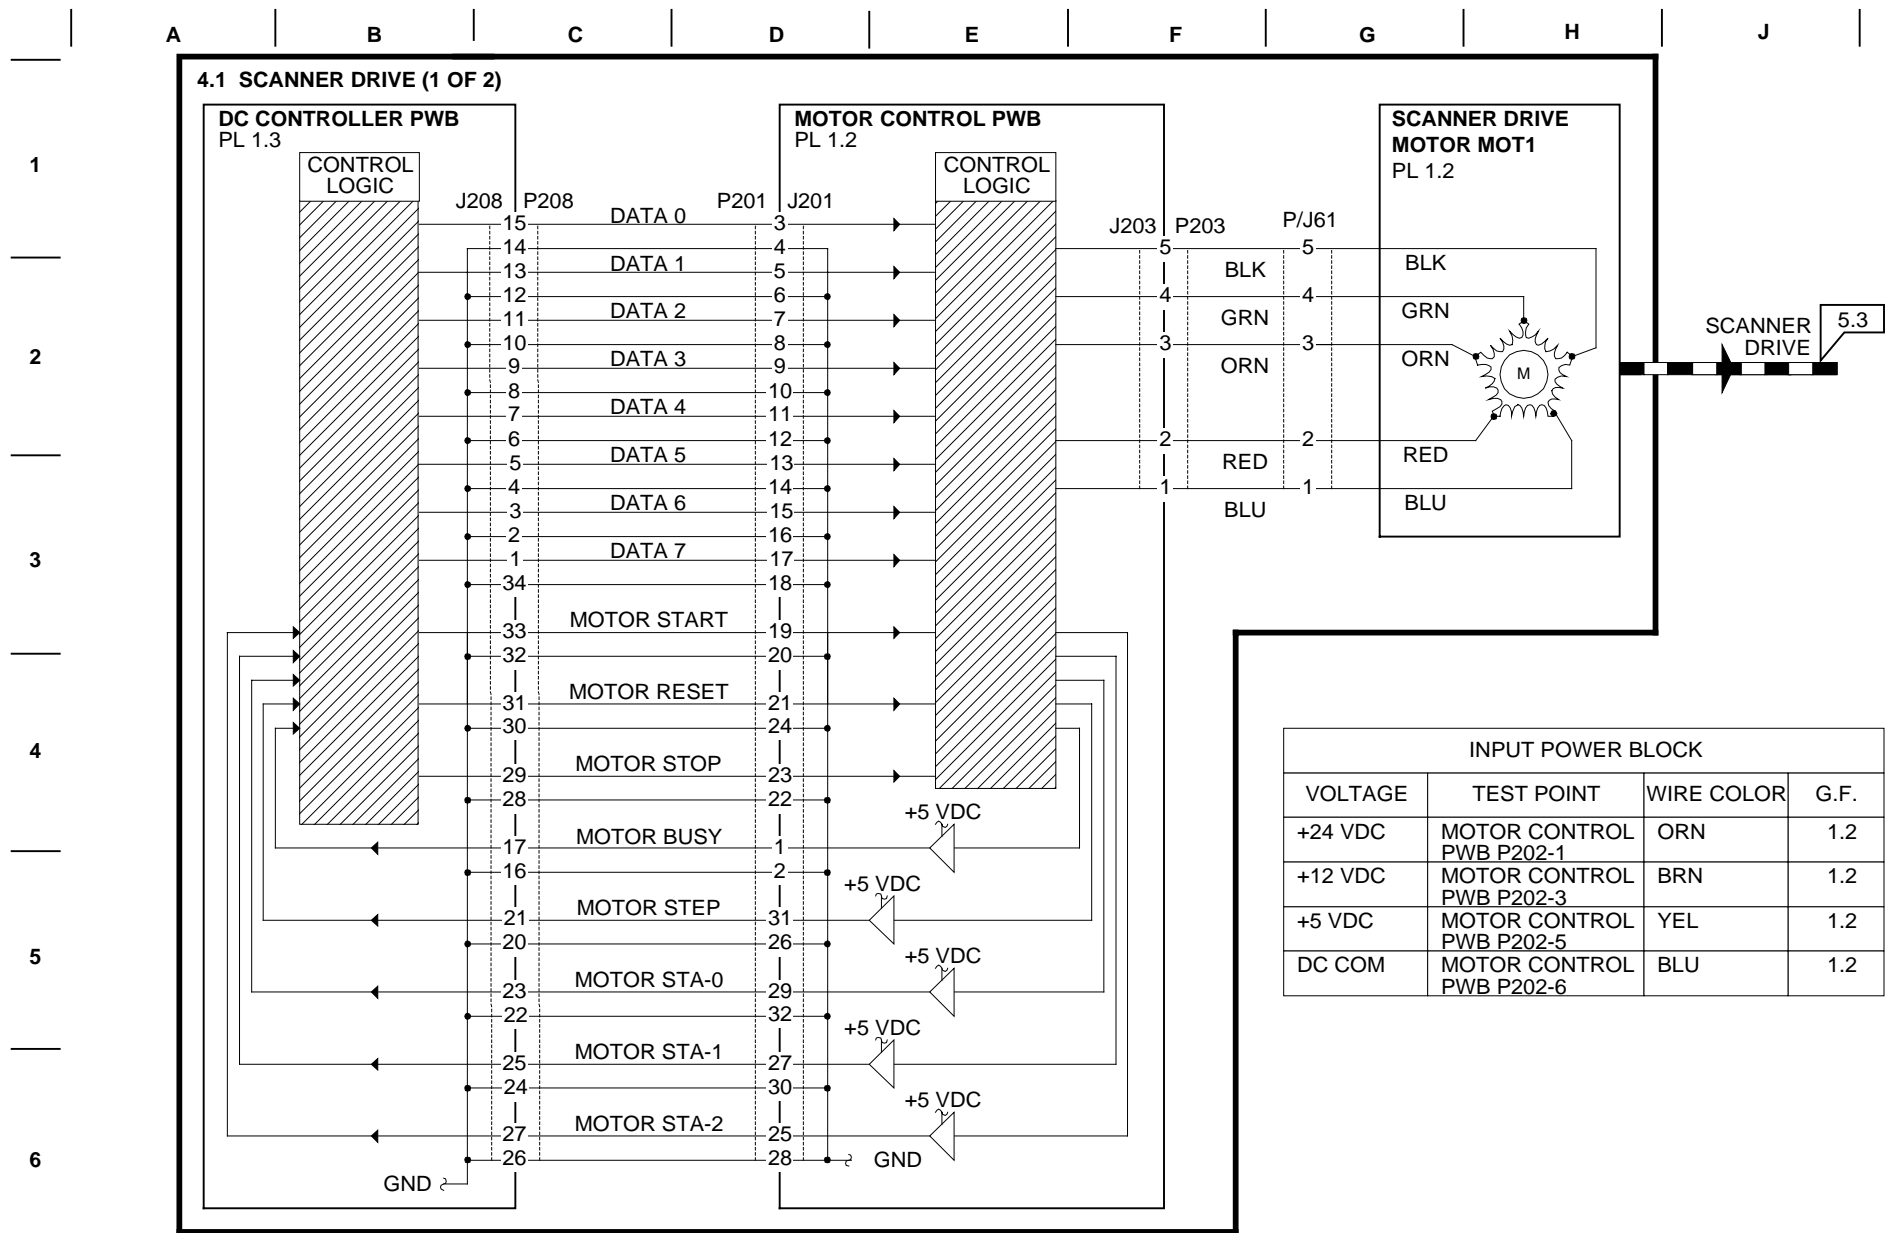 A B C D E F G H J
4.1 SCANNER DRIVE (1 OF 2)
DC CONTROLLER PWB
PL 1.3
CONTROL
LOGIC
MOTOR CONTROL PWB
PL 1.2
CONTROL
LOGIC
SCANNER DRIVE
MOTOR MOT1
PL 1.2
1
2
3
4
5
6
J208 P208 P201 J201
15 DATA 0 3
14 4
13 DATA 1 5
12 6
11 DATA 2 7
10 8
9 DATA 3 9
8 10
7 DATA 4 11
6 12
5 DATA 5 13
4 14
3 DATA 6 15
2 16
1 DATA 7 17
34 18
33 MOTOR START 19
32 20
31 MOTOR RESET 21
30 24
29 MOTOR STOP 23
28 22
+5 VDC
17 MOTOR BUSY 1
16 2
+5 VDC
21 MOTOR STEP 31
20 26
+5 VDC
23 MOTOR STA-0 29
22 32
+5 VDC
25 MOTOR STA-1 27
24 30
+5 VDC
27 MOTOR STA-2 25
26 28 GND
GND
J203 P203 P/J61
5 BLK 5 BLK
4 GRN 4 GRN
3 ORN 3 ORN
2 RED 2 RED
1 BLU 1 BLU
M
SCANNER
DRIVE
5.3
INPUT POWER BLOCK
VOLTAGE TEST POINT WIRE COLOR G.F.
+24 VDC MOTOR CONTROL PWB P202-1 ORN 1.2
+12 VDC MOTOR CONTROL PWB P202-3 BRN 1.2
+5 VDC MOTOR CONTROL PWB P202-5 YEL 1.2
DC COM MOTOR CONTROL PWB P202-6 BLU 1.2